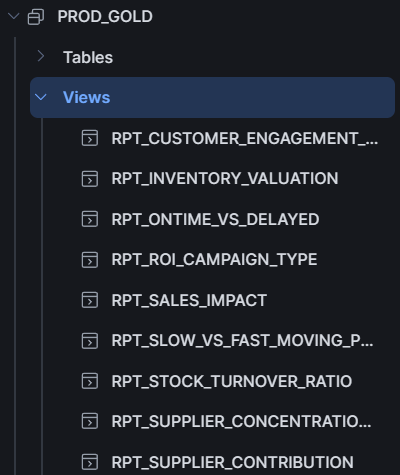 PROD_GOLD
Tables
Views
RPT_CUSTOMER_ENGAGEMENT_...
RPT_INVENTORY_VALUATION
RPT_ONTIME_VS_DELAYED
RPT_ROI_CAMPAIGN_TYPE
RPT_SALES_IMPACT
RPT_SLOW_VS_FAST_MOVING_P...
RPT_STOCK_TURNOVER_RATIO
RPT_SUPPLIER_CONCENTRATIO...
RPT_SUPPLIER_CONTRIBUTION